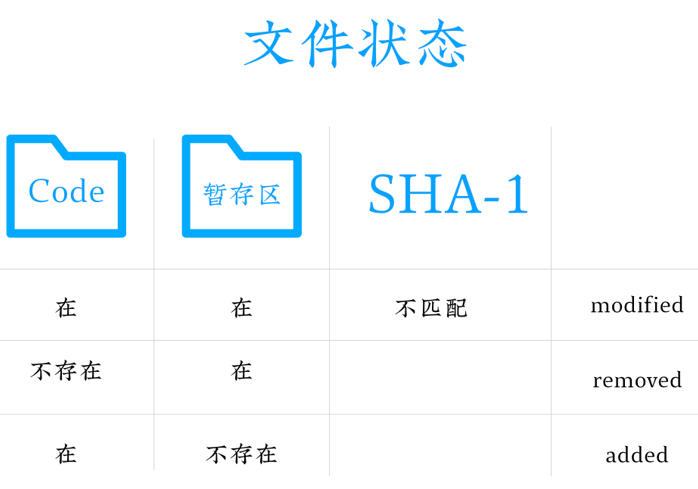 文件状态
Code 暂存区 SHA-1
在 在 不匹配 modified
不存在 在 removed
在 不存在 added